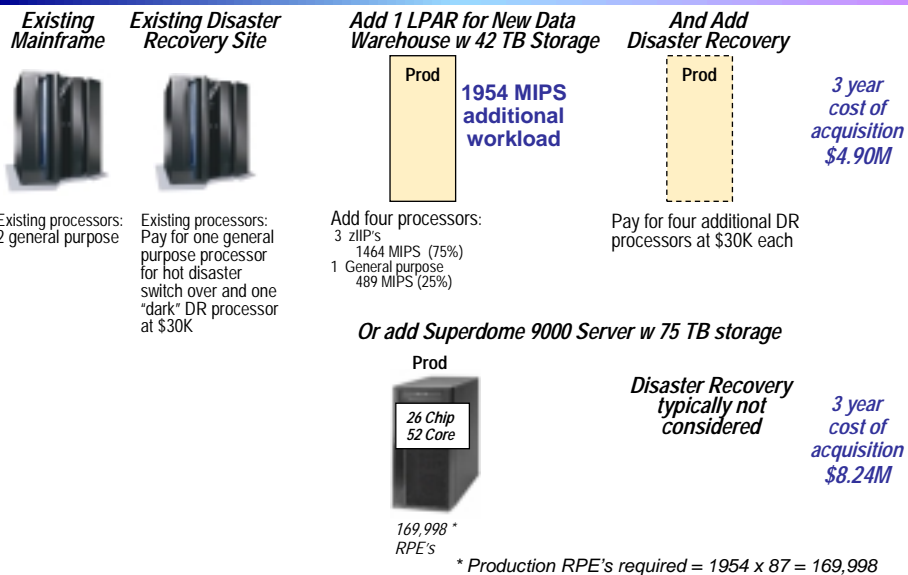 Existing
Mainframe
Existing Disaster
Recovery Site
Add 1 LPAR for New Data
Warehouse w 42 TB Storage
And Add
Disaster Recovery
Prod
1954 MIPS
additional
workload
Prod
3 year
cost of
acquisition
$4.90M
Existing processors:
2 general purpose
Existing processors:
Pay for one general
purpose processor
for hot disaster
switch over and one
“dark” DR processor
at $30K
Add four processors:
3 zIIP's
1464 MIPS (75%)
1 General purpose
489 MIPS (25%)
Pay for four additional DR
processors at $30K each
Or add Superdome 9000 Server w 75 TB storage
Prod
26 Chip
52 Core
169,998 *
RPE's
Disaster Recovery
typically not
considered
3 year
cost of
acquisition
$8.24M
* Production RPE's required = 1954 x 87 = 169,998